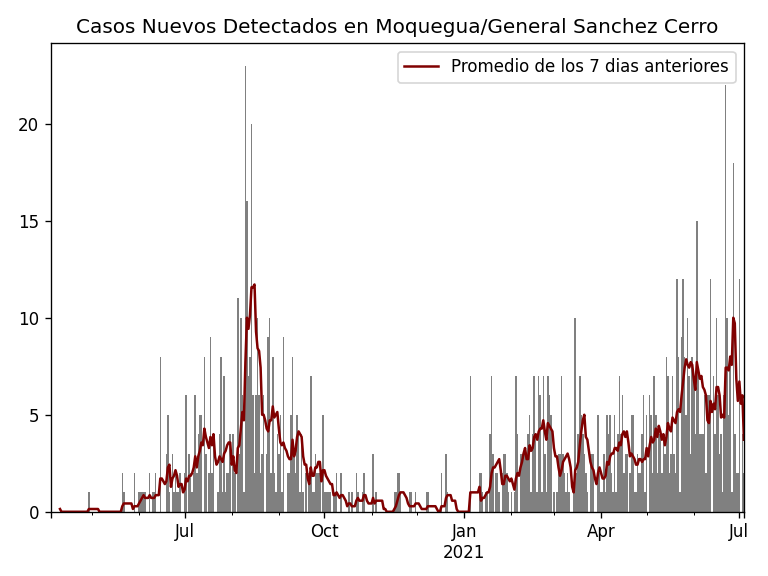 Casos Nuevos Detectados en Moquegua/General Sanchez Cerro
Promedio de los 7 dias anteriores
20
15
10
5
0
Jul
Oct
Jan
2021
Apr
Jul